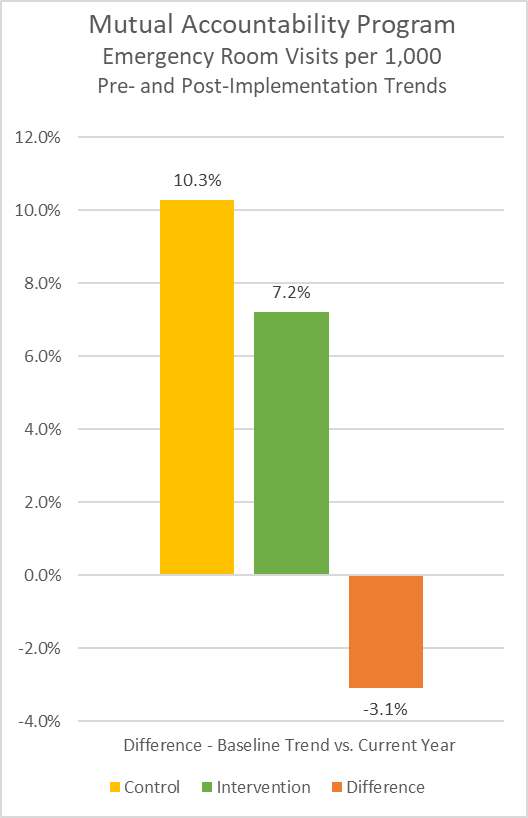 Mutual Accountability Program
Emergency Room Visits per 1,000
Pre- and Post-Implementation Trends
12.0%
10.3%
10.0%
8.0%
7.2%
6.0%
4.0%
2.0%
0.0%
-2.0%
-3.1%
-4.0%
Difference - Baseline Trend vs. Current Year
Control Intervention Difference